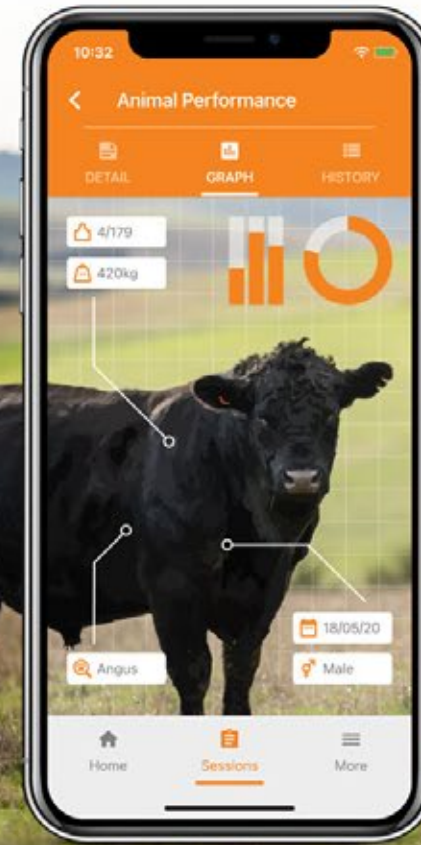 10:32
Animal Performance
DETAIL GRAPH HISTORY
4/179
420kg
18/05/20
Angus Male
Home Sessions More